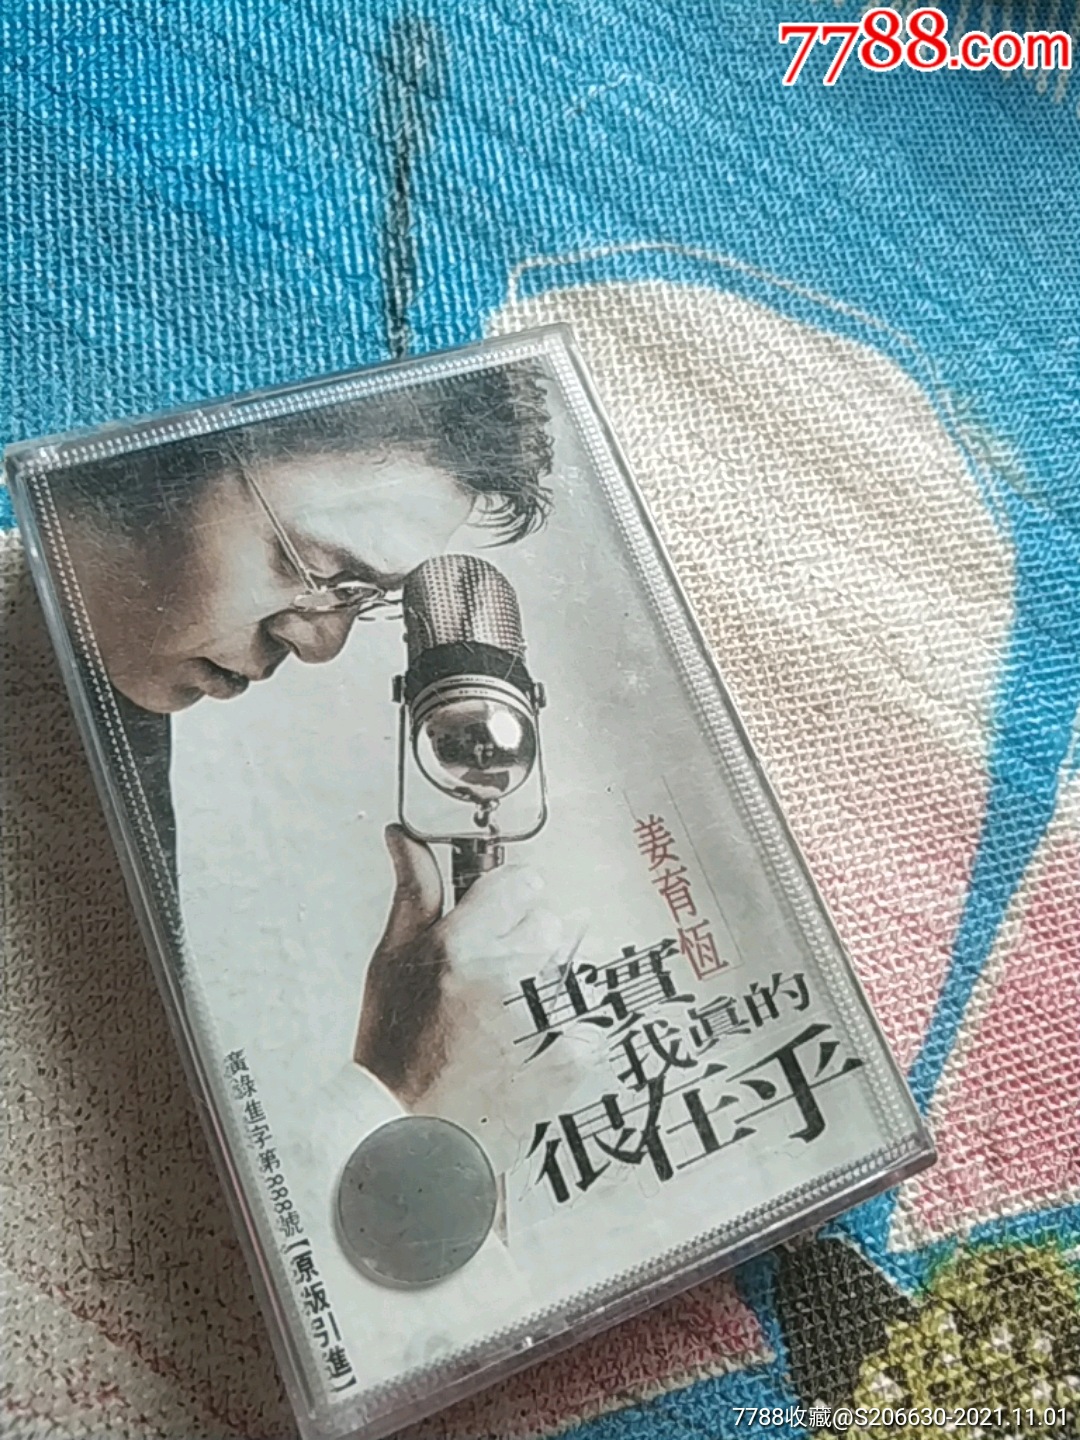 7788.com
姜育恆
其實
我真的
很在乎
廣錄進字第888號【原版引進】
7788收藏@S206630-2021.11.01